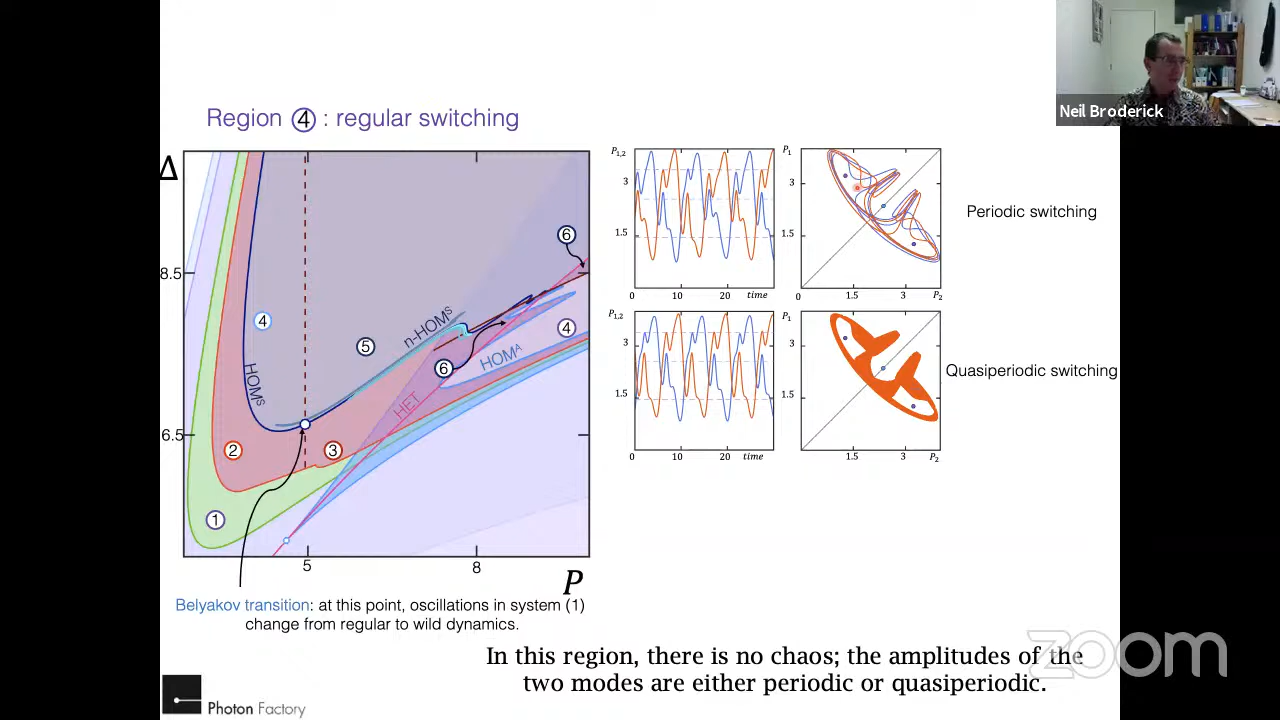 Neil Broderick
Region 4 : regular switching
Δ
8.5
6.5
5
8
P
1
2
3
4
5
6
6
4
HOMS
n-HOMS
HOMA
HET
P1,2
3
1.5
0
10
20
time
P1
3
1.5
0
1.5
3
P2
Periodic switching
P1,2
3
1.5
0
10
20
time
P1
3
1.5
1.5
3
P2
Quasiperiodic switching
Belyakov transition: at this point, oscillations in system (1)
change from regular to wild dynamics.
In this region, there is no chaos; the amplitudes of the
two modes are either periodic or quasiperiodic.
zoom
Photon Factory